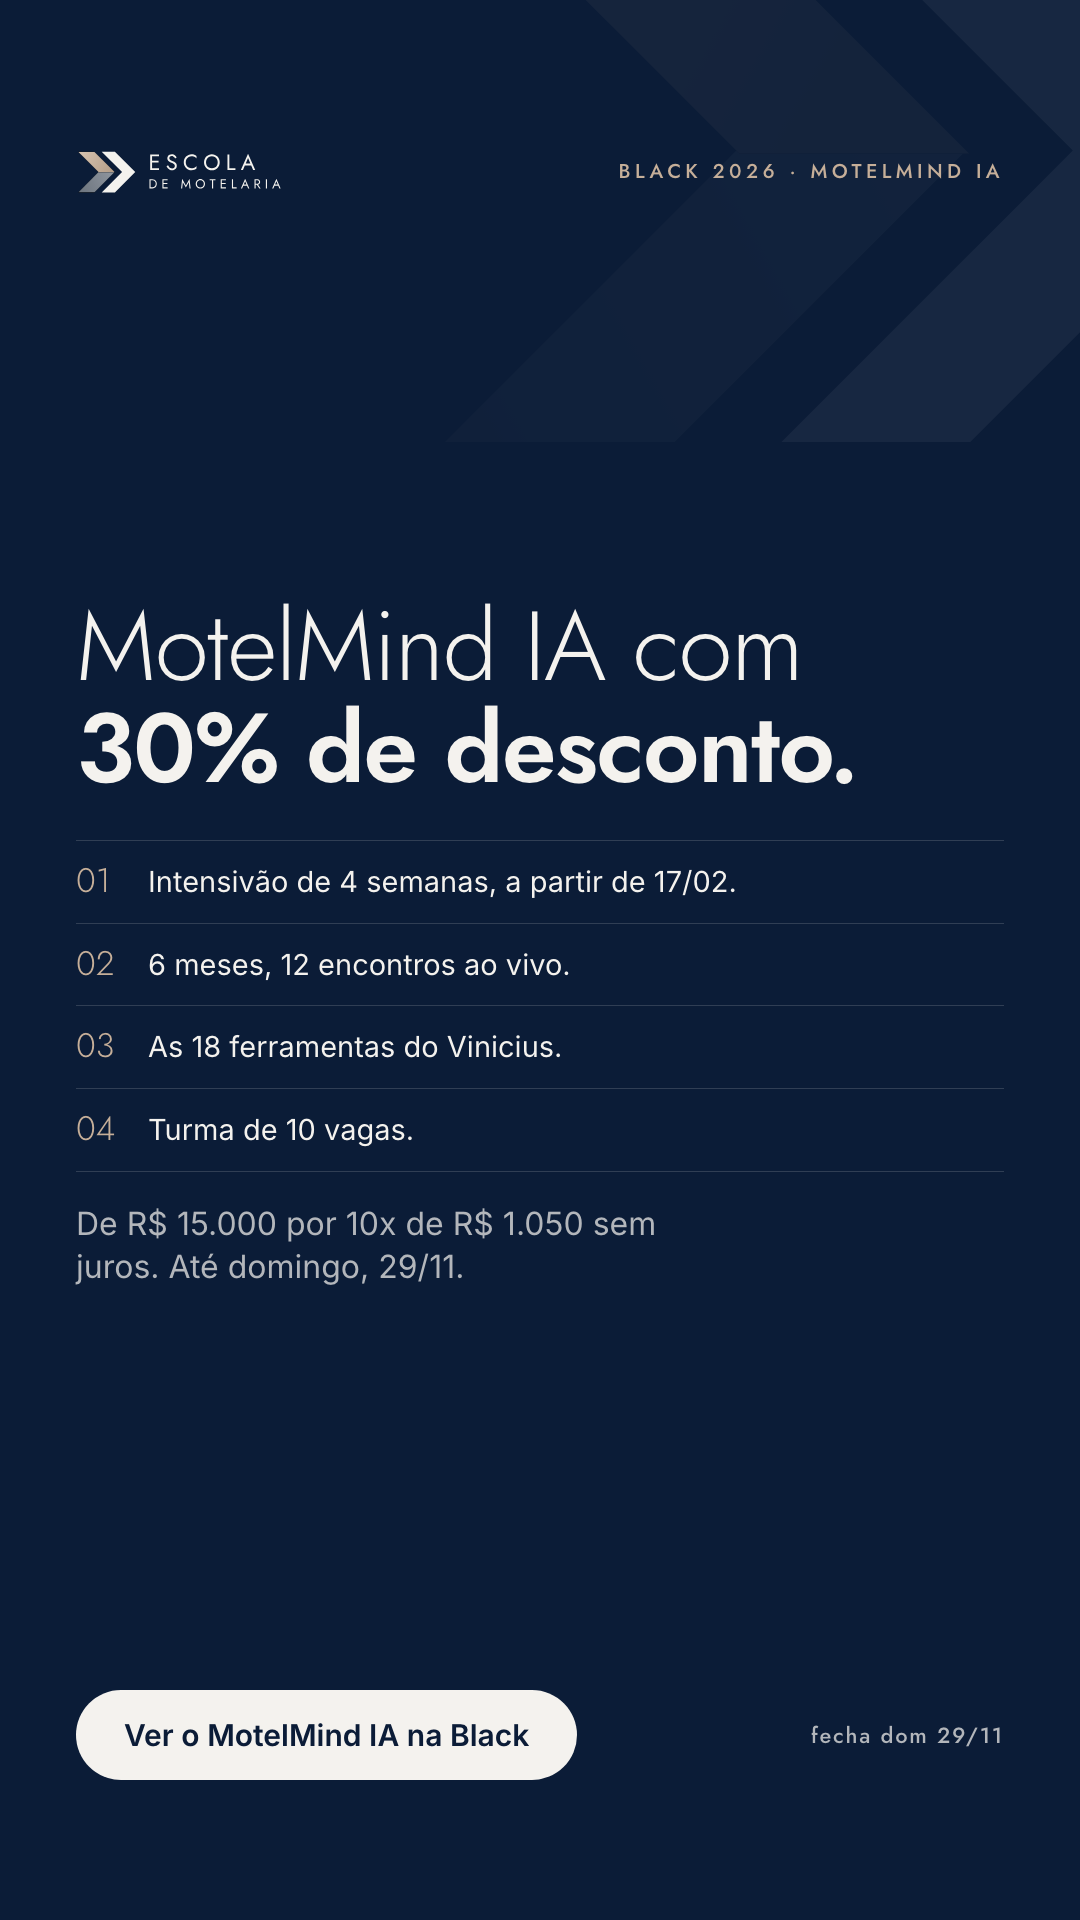 ESCOLA
DE MOTELARIA
BLACK 2026 · MOTELMIND IA
MotelMind IA com
30% de desconto.
01 Intensivão de 4 semanas, a partir de 17/02.
02 6 meses, 12 encontros ao vivo.
03 As 18 ferramentas do Vinicius.
04 Turma de 10 vagas.
De R$ 15.000 por 10x de R$ 1.050 sem
juros. Até domingo, 29/11.
Ver o MotelMind IA na Black
fecha dom 29/11